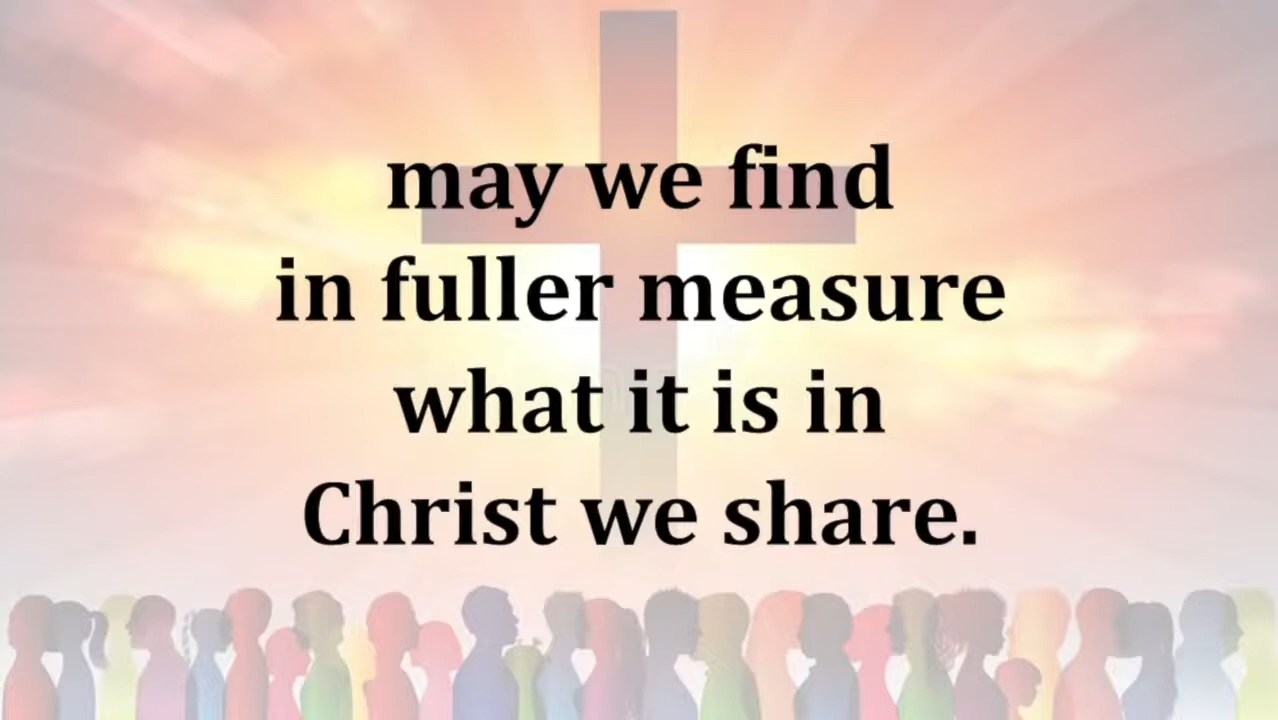 may we find
in fuller measure
what it is in
Christ we share.